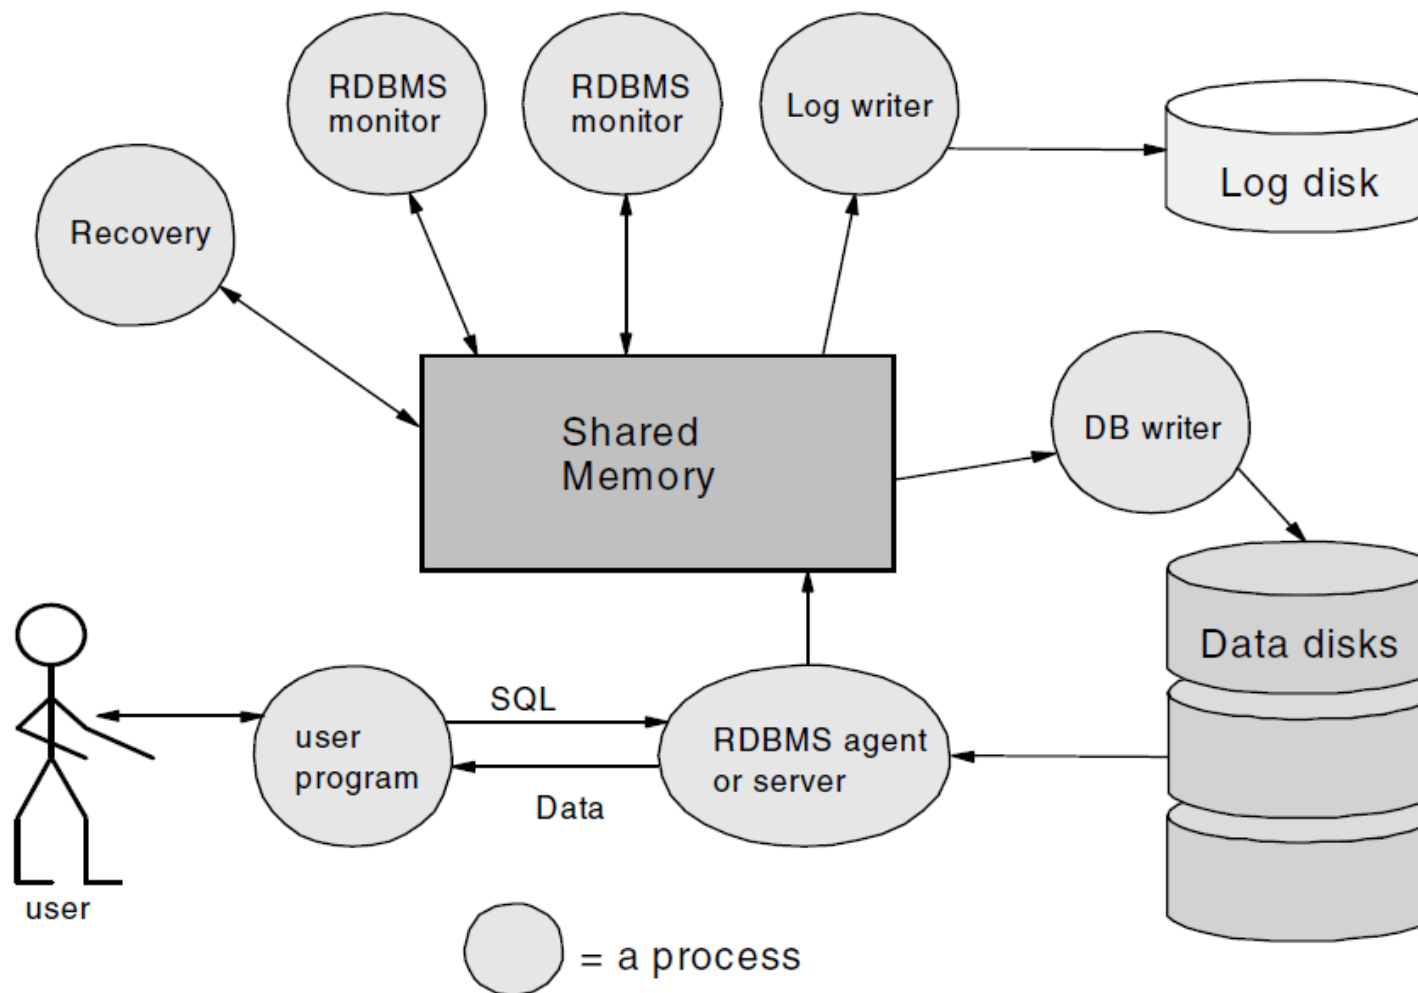 RDBMS
monitor
RDBMS
monitor
Log writer
Log disk
Recovery
Shared
Memory
DB writer
Data disks
SQL
user
program
RDBMS agent
or server
Data
user
= a process